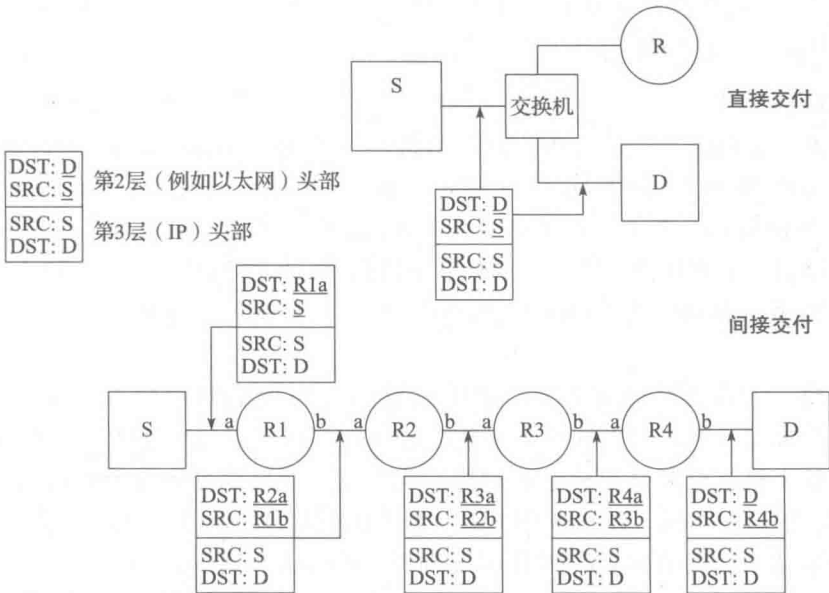 R
S
交换机
直接交付
D
DST: D
SRC: S
第2层（例如以太网）头部
SRC: S
DST: D
第3层（IP）头部
DST: D
SRC: S
SRC: S
DST: D
间接交付
DST: R1a
SRC: S
SRC: S
DST: D
S a R1 b a R2 b a R3 b a R4 b D
DST: R2a
SRC: R1b
SRC: S
DST: D
DST: R3a
SRC: R2b
SRC: S
DST: D
DST: R4a
SRC: R3b
SRC: S
DST: D
DST: D
SRC: R4b
SRC: S
DST: D